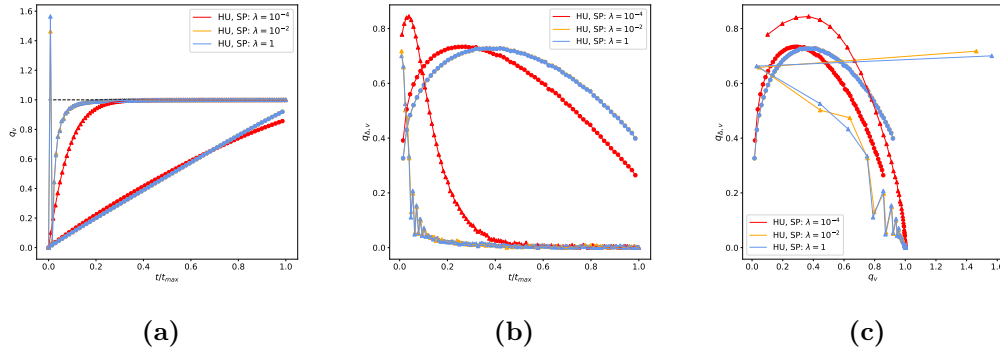 1.6
1.4
1.2
1.0
0.8
0.6
0.4
0.2
0.0
q_v
0.0 0.2 0.4 0.6 0.8 1.0
t/t_max
HU, SP: λ = 10⁻⁴
HU, SP: λ = 10⁻²
HU, SP: λ = 1
(a)
0.8
0.6
0.4
0.2
0.0
q_Δ,v
0.0 0.2 0.4 0.6 0.8 1.0
t/t_max
HU, SP: λ = 10⁻⁴
HU, SP: λ = 10⁻²
HU, SP: λ = 1
(b)
0.8
0.6
0.4
0.2
0.0
q_Δ,v
0.0 0.2 0.4 0.6 0.8 1.0 1.2 1.4 1.6
q_v
HU, SP: λ = 10⁻⁴
HU, SP: λ = 10⁻²
HU, SP: λ = 1
(c)